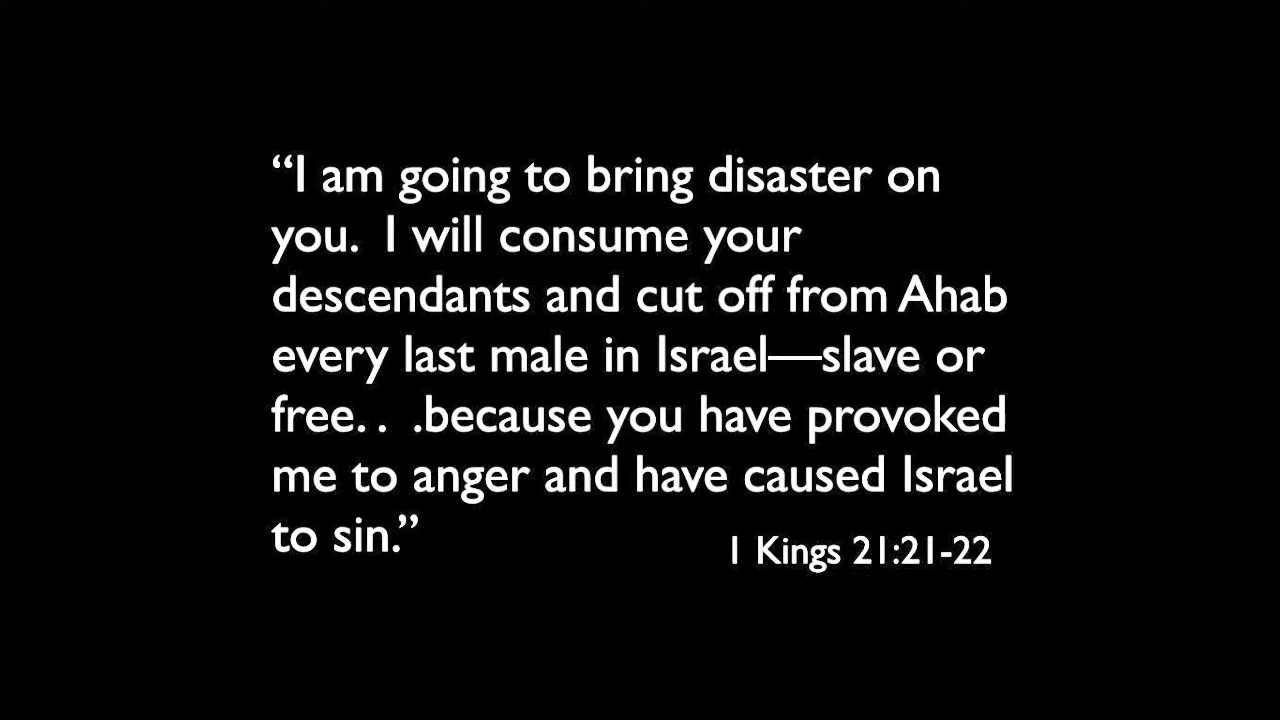 “I am going to bring disaster on
you.  I will consume your
descendants and cut off from Ahab
every last male in Israel—slave or
free. .  .because you have provoked
me to anger and have caused Israel
to sin.”
1 Kings 21:21-22